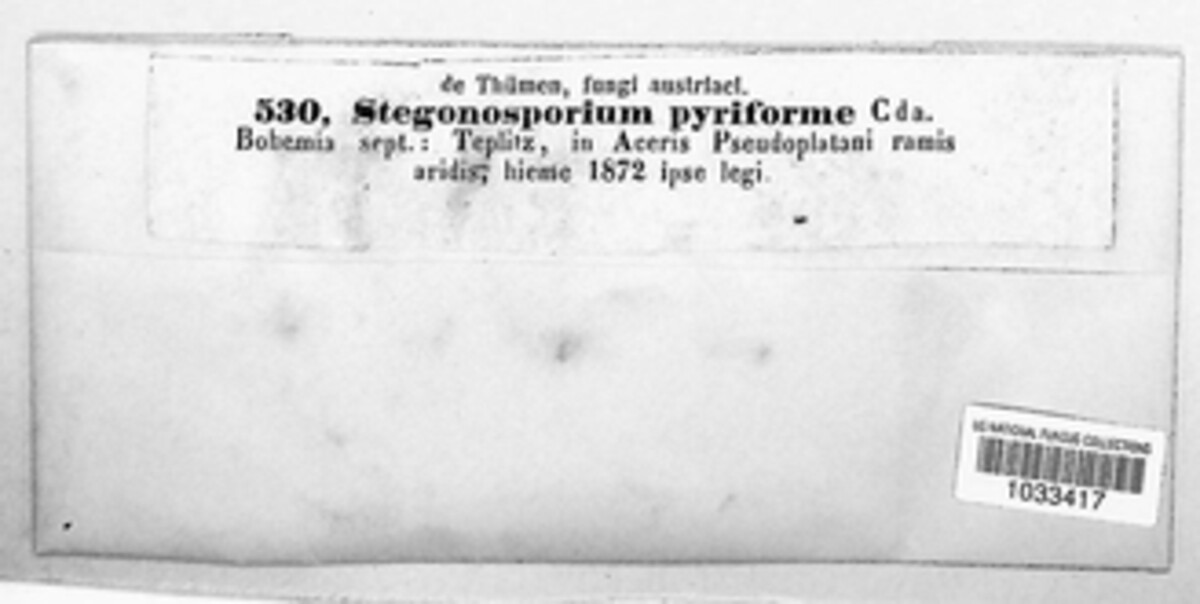 de Thümen, fungi austriaci.
530, Stegonosporium pyriforme Cda.
Bohemia sept.: Teplitz, in Aceris Pseudoplatani ramis
aridis, hieme 1872 ipse legi.
US NATIONAL FUNGUS COLLECTIONS
1033417